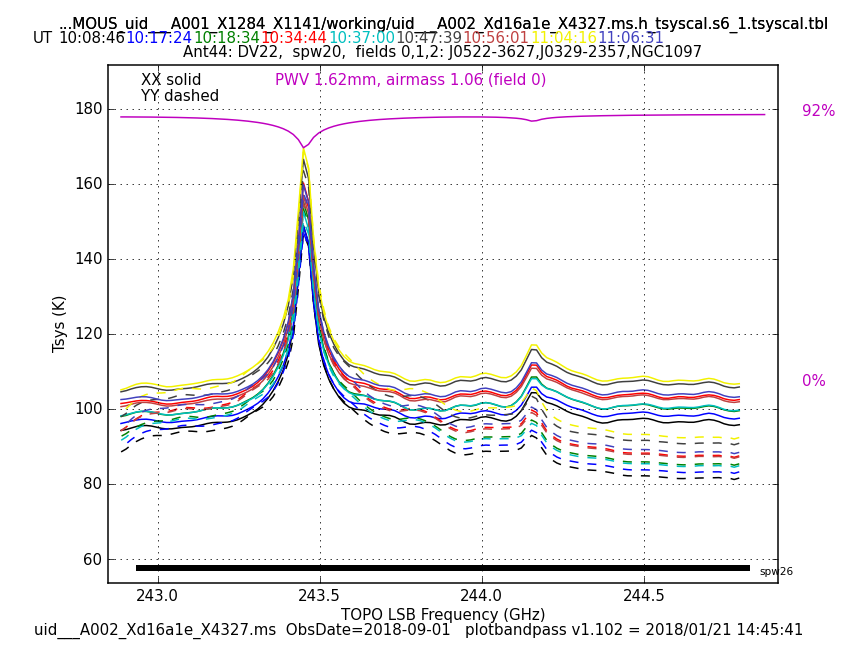 ...MOUS_uid___A001_X1284_X1141/working/uid___A002_Xd16a1e_X4327.ms.h_tsyscal.s6_1.tsyscal.tbl
UT 10:08:46 10:17:24 10:18:34 10:34:44 10:37:00 10:47:39 10:56:01 11:04:16 11:06:31
Ant44: DV22, spw20, fields 0,1,2: J0522-3627,J0329-2357,NGC1097
XX solid
PWV 1.62mm, airmass 1.06 (field 0)
YY dashed
180
92%
160
140
120
Tsys (K)
0%
100
80
60
spw26
243.0
243.5
244.0
244.5
TOPO LSB Frequency (GHz)
uid___A002_Xd16a1e_X4327.ms ObsDate=2018-09-01 plotbandpass v1.102 = 2018/01/21 14:45:41